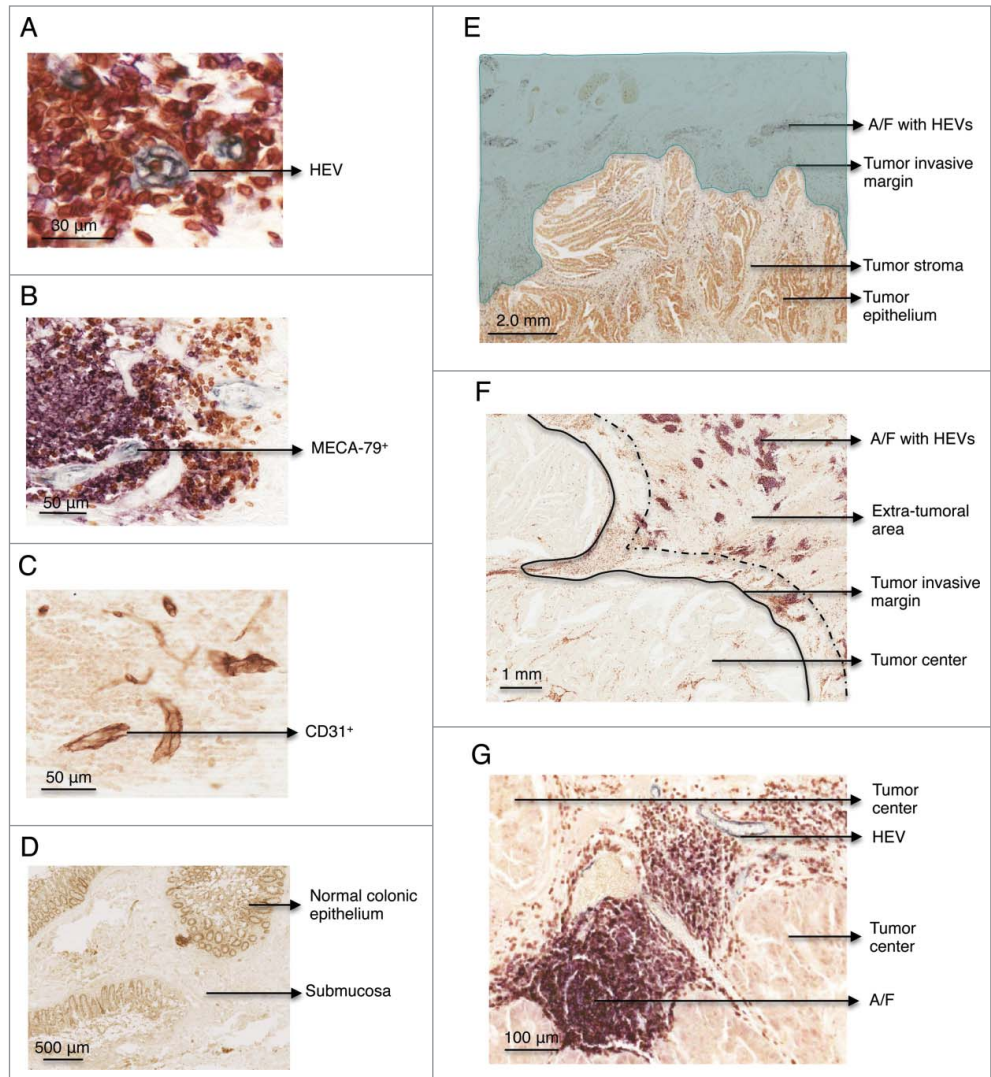 A
HEV
30 µm
B
MECA-79⁺
50 µm
C
CD31⁺
50 µm
D
Normal colonic
epithelium
Submucosa
500 µm
E
A/F with HEVs
Tumor invasive
margin
Tumor stroma
Tumor
epithelium
2.0 mm
F
A/F with HEVs
Extra-tumoral
area
Tumor invasive
margin
Tumor center
1 mm
G
Tumor
center
HEV
Tumor
center
A/F
100 µm